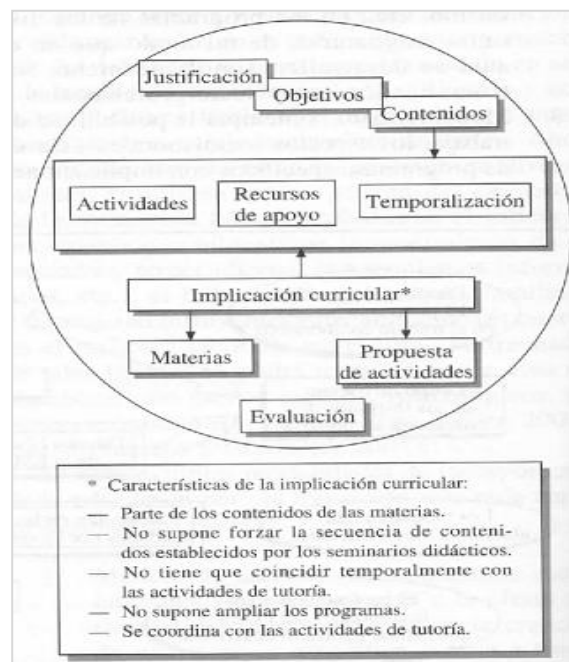 Justificación
Objetivos
Contenidos
Actividades
Recursos
de apoyo
Temporalización
Implicación curricular*
Materias
Propuesta
de actividades
Evaluación
* Características de la implicación curricular:
— Parte de los contenidos de las materias.
— No supone forzar la secuencia de conteni-
dos establecidos por los seminarios didácticos.
— No tiene que coincidir temporalmente con
las actividades de tutoría.
— No supone ampliar los programas.
— Se coordina con las actividades de tutoría.